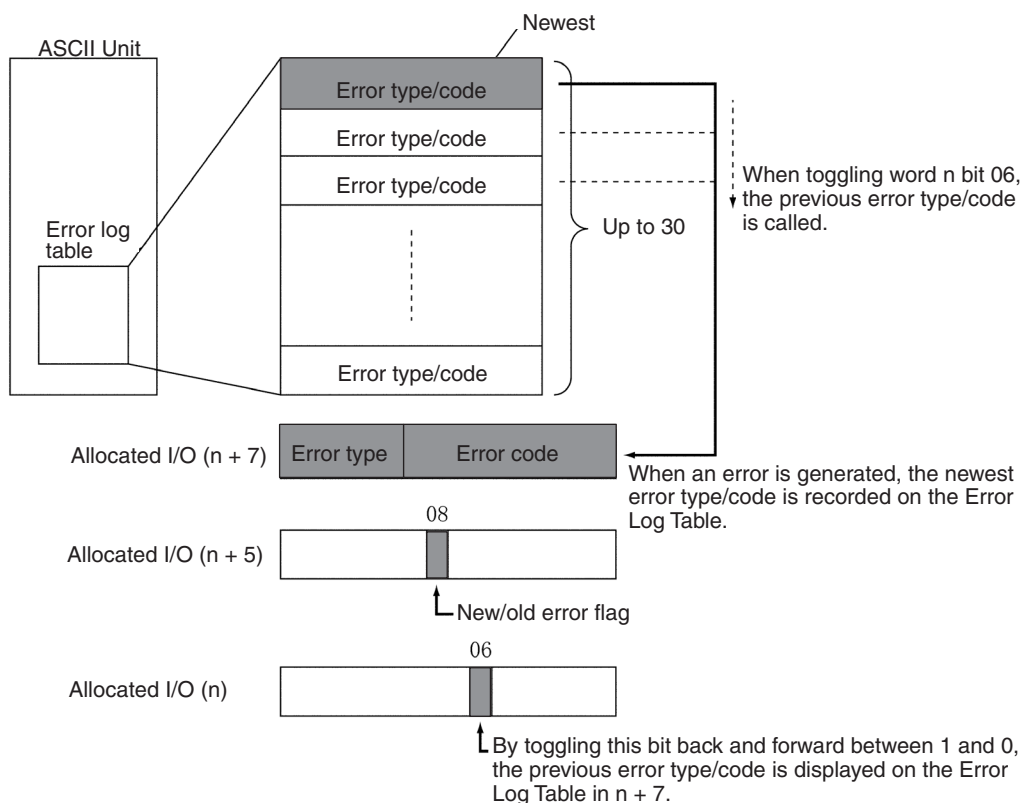 Newest
ASCII Unit
Error type/code
Error type/code
Error type/code
When toggling word n bit 06,
the previous error type/code
is called.
Up to 30
Error log
table
Error type/code
Allocated I/O (n + 7)
Error type
Error code
When an error is generated, the newest
error type/code is recorded on the Error
Log Table.
08
Allocated I/O (n + 5)
New/old error flag
06
Allocated I/O (n)
By toggling this bit back and forward between 1 and 0,
the previous error type/code is displayed on the Error
Log Table in n + 7.